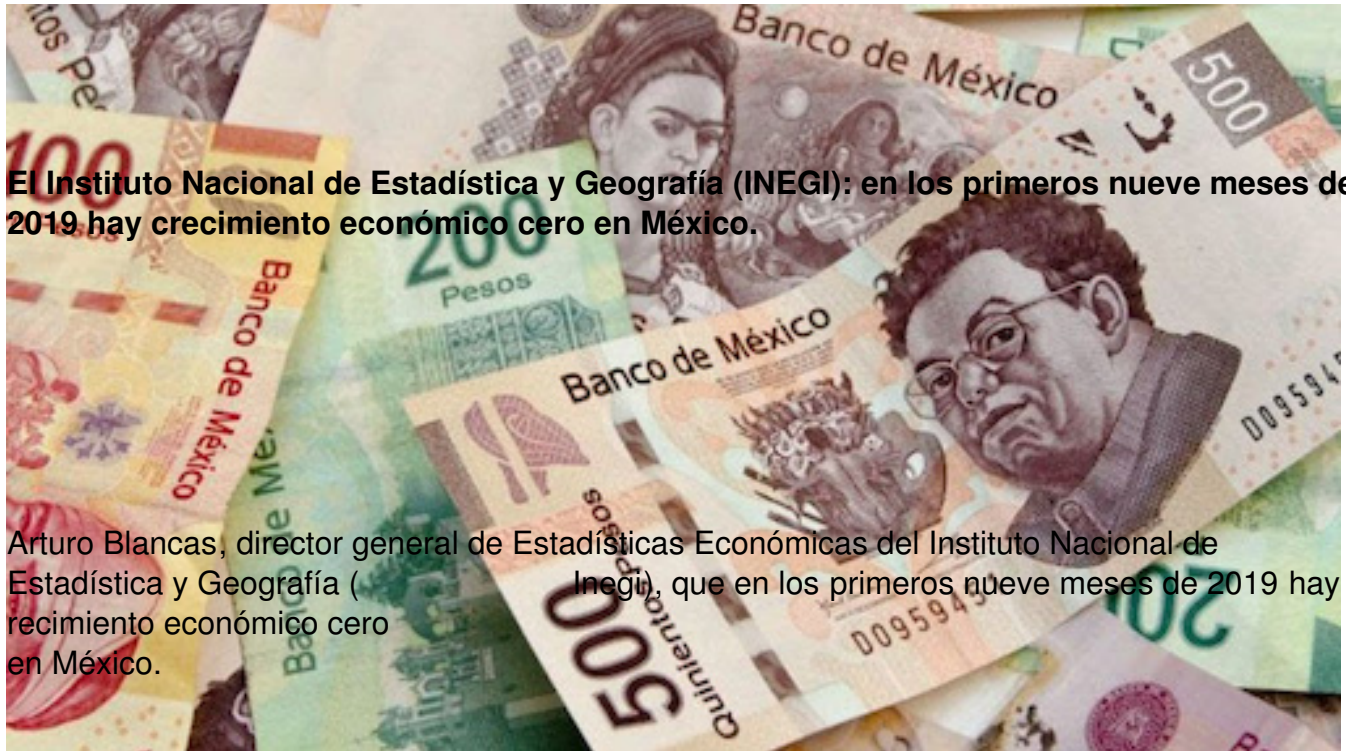 tos Pe
Banco de México
500
100
El Instituto Nacional de Estadística y Geografía (INEGI): en los primeros nueve meses de
2019 hay crecimiento económico cero en México.
200
Pesos
Banco de México
Banco de México
D095945
Arturo Blancas, director general de Estadísticas Económicas del Instituto Nacional de
Estadística y Geografía ( Inegi), que en los primeros nueve meses de 2019 hay
recimiento económico cero
en México.
500
Quinientos pesos
D095945
200